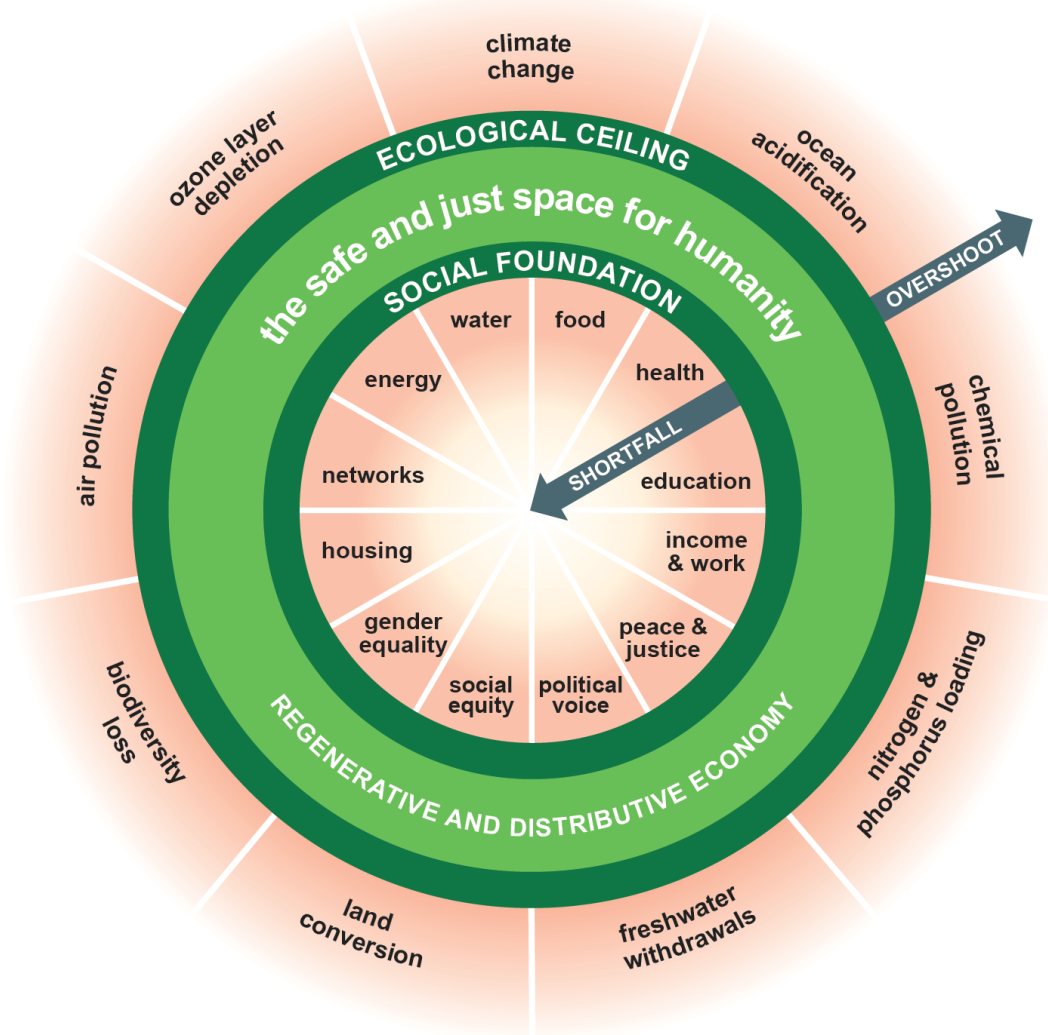 climate
change
ocean
acidification
OVERSHOOT
chemical
pollution
nitrogen &
phosphorus loading
freshwater
withdrawals
land
conversion
biodiversity
loss
air pollution
ozone layer
depletion
ECOLOGICAL CEILING
the safe and just space for humanity
SOCIAL FOUNDATION
water
food
health
SHORTFALL
education
income
& work
peace &
justice
political
voice
social
equity
gender
equality
housing
networks
energy
REGENERATIVE AND DISTRIBUTIVE ECONOMY